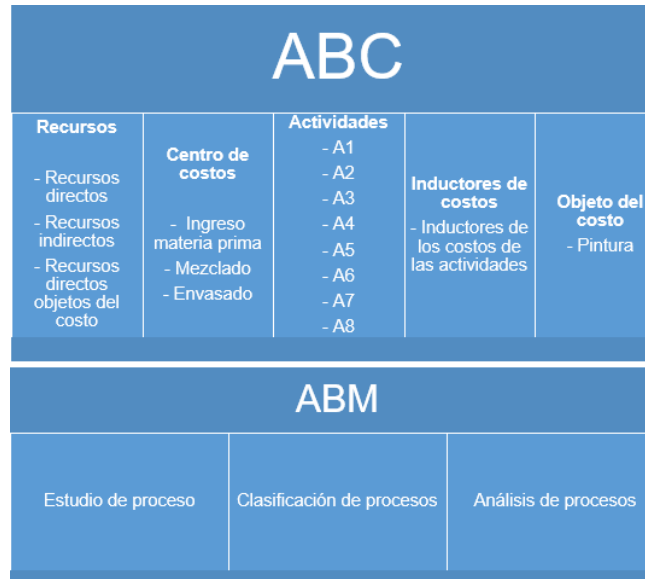 ABC
Recursos
- Recursos
directos
- Recursos
indirectos
- Recursos
directos
objetos del
costo
Centro de
costos
- Ingreso
materia prima
- Mezclado
- Envasado
Actividades
- A1
- A2
- A3
- A4
- A5
- A6
- A7
- A8
Inductores de
costos
- Inductores de
los costos de
las actividades
Objeto del
costo
- Pintura
ABM
Estudio de proceso
Clasificación de procesos
Análisis de procesos